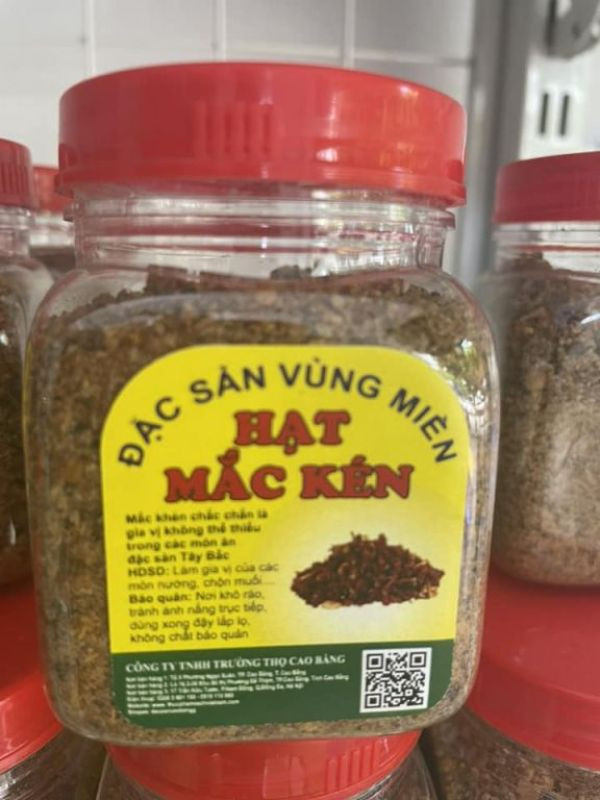 ĐẶC SẢN VÙNG MIỀN
HẠT
MẮC KÉN
Mắc khén chắc chắn là
gia vị không thể thiếu
trong các món ăn
đặc sản Tây Bắc
HDSD: Làm gia vị của các
món nướng, chộn muối....
Bảo quản: Nơi khô ráo,
tránh ánh nắng trực tiếp,
dùng xong đậy lắp lọ,
không chất bảo quản
CÔNG TY TNHH TRƯỜNG THỌ CAO BẰNG